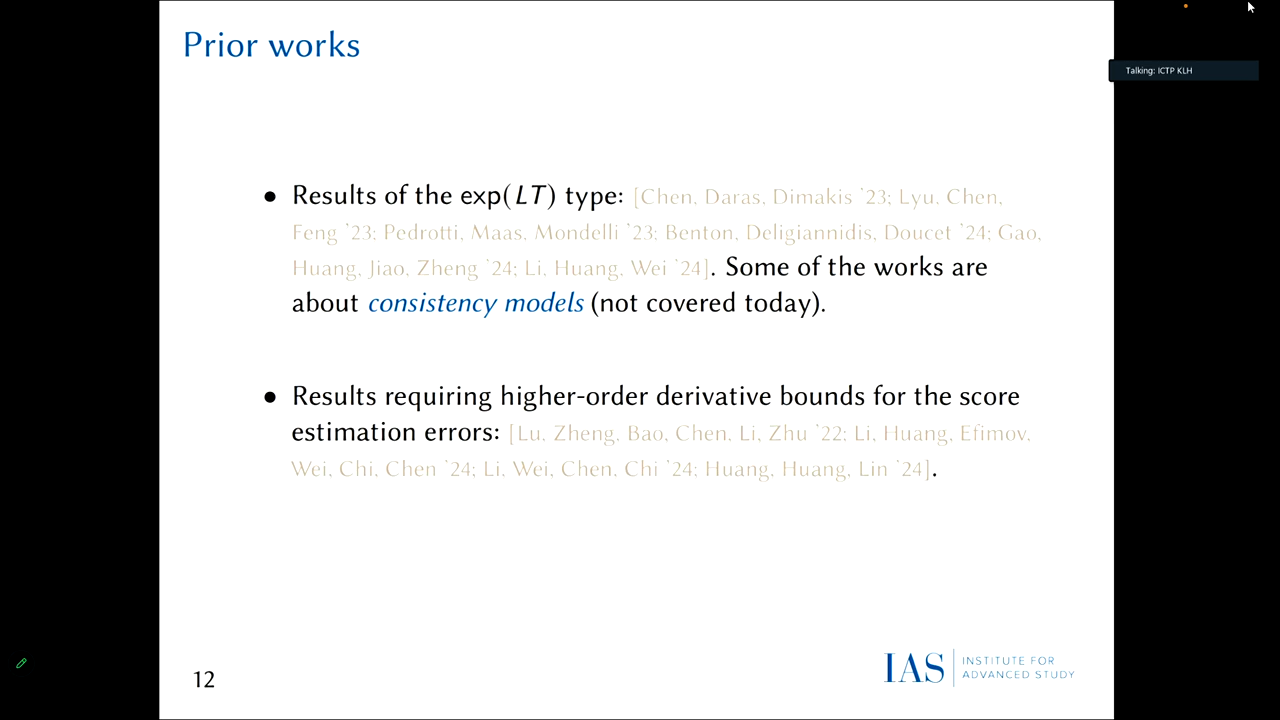 Prior works
Talking: ICTP KLH
• Results of the exp(LT) type: [Chen, Daras, Dimakis `23; Lyu, Chen,
Feng `23; Pedrotti, Maas, Mondelli `23; Benton, Deligiannidis, Doucet `24; Gao,
Huang, Jiao, Zheng `24; Li, Huang, Wei `24]. Some of the works are
about consistency models (not covered today).
• Results requiring higher-order derivative bounds for the score
estimation errors: [Lu, Zheng, Bao, Chen, Li, Zhu `22; Li, Huang, Efimov,
Wei, Chi, Chen `24; Li, Wei, Chen, Chi `24; Huang, Huang, Lin `24].
12
IAS
INSTITUTE FOR
ADVANCED STUDY